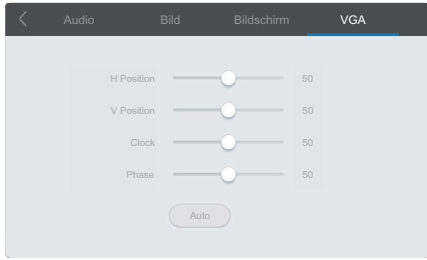 Audio Bild Bildschirm VGA
H Position 50
V Position 50
Clock 50
Phase 50
Auto